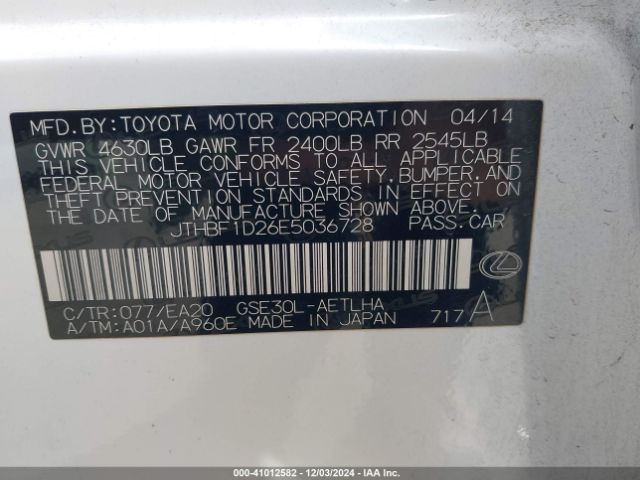 MFD.BY:TOYOTA MOTOR CORPORATION 04/14
GVWR 4630LB GAWR FR 2400LB RR 2545LB
THIS VEHICLE CONFORMS TO ALL APPLICABLE
FEDERAL MOTOR VEHICLE SAFETY,BUMPER,AND
THEFT PREVENTION STANDARDS IN EFFECT ON
THE DATE OF MANUFACTURE SHOWN ABOVE.
JTHBF1D26E5036728 PASS.CAR
C/TR:077/EA20 GSE30L-AETLHA
A/TM:A01A/A960E MADE IN JAPAN 717A
000-41012582 - 12/03/2024 - IAA Inc.